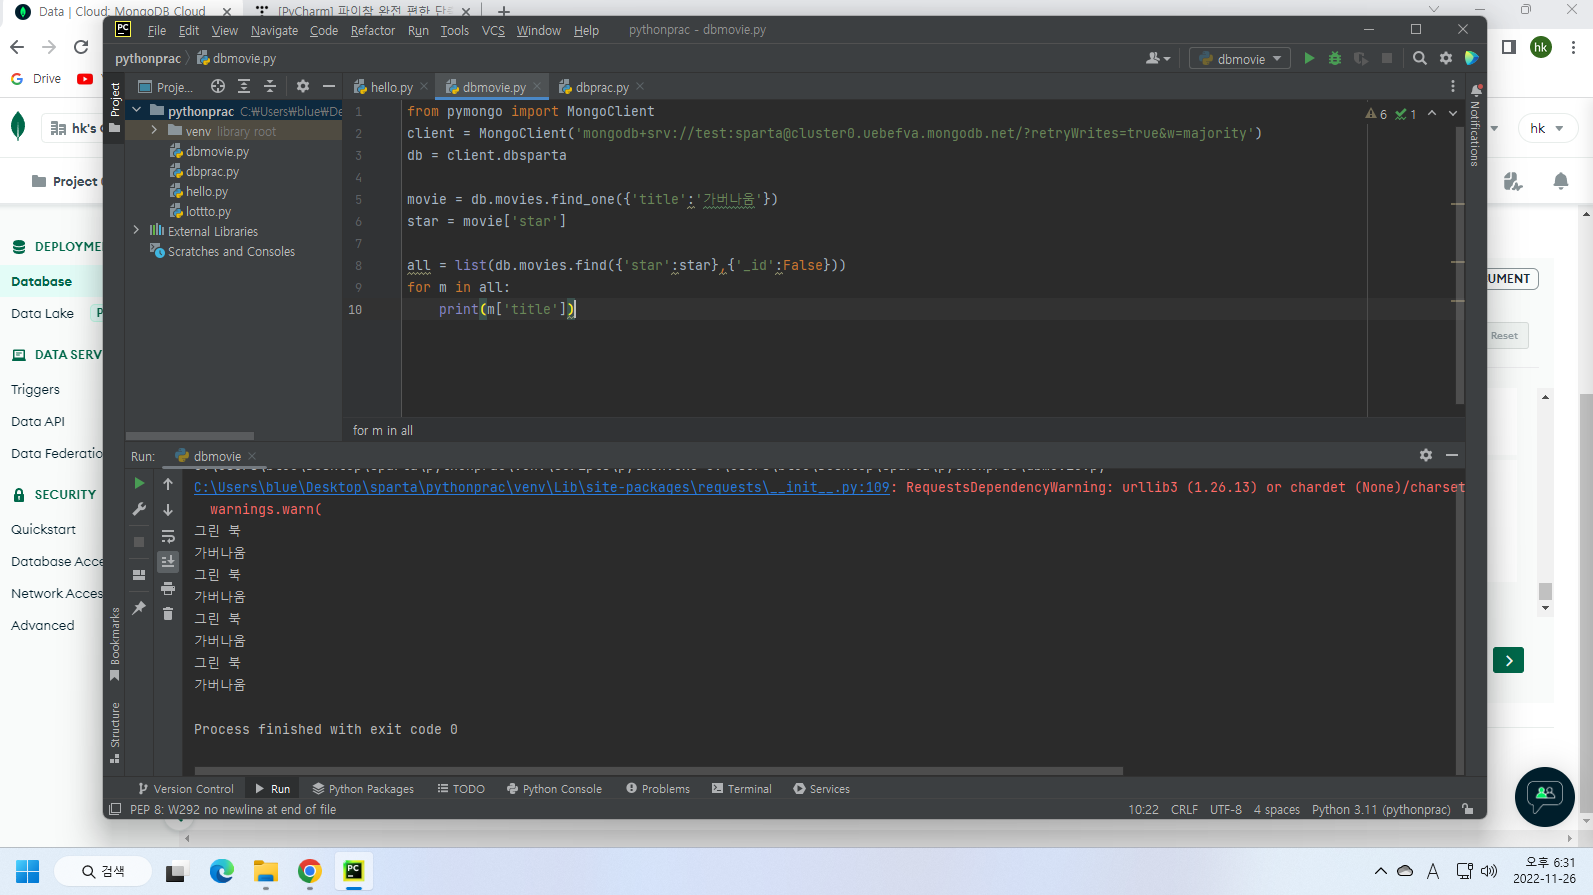 Data | Cloud: MongoDB Cloud
[PyCharm] 파이참 완전 편한 단
File Edit View Navigate Code Refactor Run Tools VCS Window Help
pythonprac - dbmovie.py
Drive
hk
pythonprac
dbmovie.py
dbmovie
Project
Proje...
hello.py
dbmovie.py
dbprac.py
hk's
pythonprac C:₩Users₩blue₩De
venv library root
dbmovie.py
dbprac.py
hello.py
lottto.py
External Libraries
Scratches and Consoles
1 from pymongo import MongoClient
2 client = MongoClient('mongodb+srv://test:sparta@cluster0.uebefva.mongodb.net/?retryWrites=true&w=majority')
3 db = client.dbsparta
4
5 movie = db.movies.find_one({'title':'가버나움'})
6 star = movie['star']
7
8 all = list(db.movies.find({'star':star},{'_id':False}))
9 for m in all:
10 print(m['title'])
6 1
Notifications
hk
Project
DEPLOYME
Database
Data Lake P
DATA SERV
Triggers
Data API
Data Federatio
SECURITY
Quickstart
Database Acce
Network Acces
Advanced
UMENT
Reset
for m in all
Run:
dbmovie
C:\Users\blue\Desktop\sparta\pythonprac\venv\Lib\site-packages\requests\__init__.py:109: RequestsDependencyWarning: urllib3 (1.26.13) or chardet (None)/charset
warnings.warn(
그린 북
가버나움
그린 북
가버나움
그린 북
가버나움
그린 북
가버나움
Process finished with exit code 0
Bookmarks
Structure
Version Control
Run
Python Packages
TODO
Python Console
Problems
Terminal
Services
PEP 8: W292 no newline at end of file
10:22 CRLF UTF-8 4 spaces Python 3.11 (pythonprac)
검색
A
오후 6:31
2022-11-26